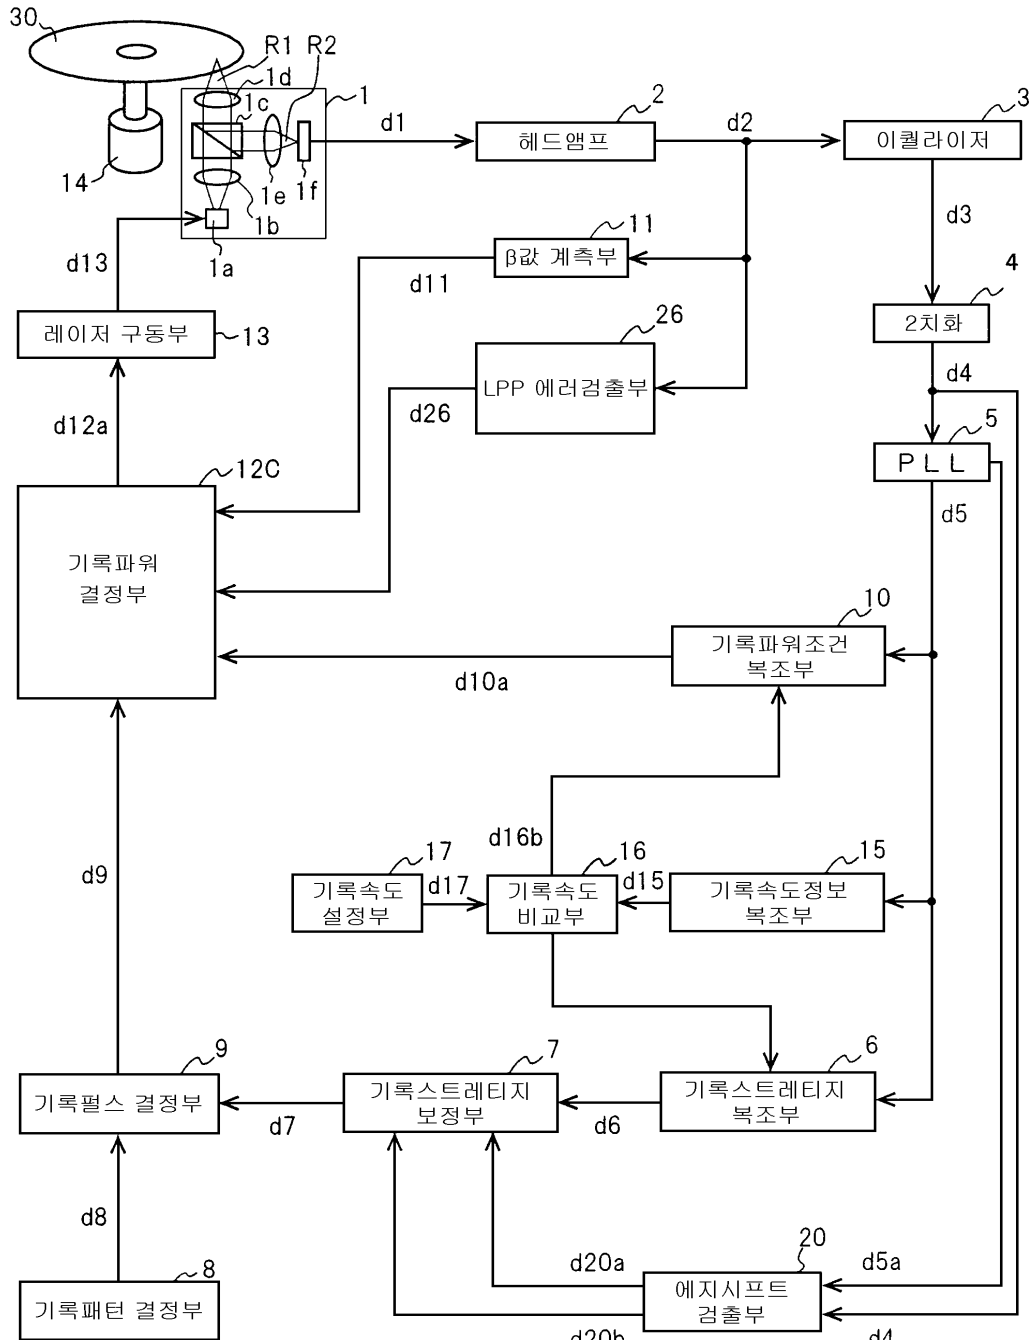 30
R1
R2
1d
1
1c
2
3
d1
헤드앰프
d2
이퀄라이저
14
1e
1f
1b
1a
d3
11
β값 계측부
d13
d11
4
2치화
레이저 구동부
13
26
LPP 에러검출부
d4
d26
5
PLL
d12a
12C
d5
기록파워
결정부
10
기록파워조건
복조부
d10a
d16b
17
16
15
d9
기록속도
설정부
d17
기록속도
비교부
d15
기록속도정보
복조부
9
7
6
기록펄스 결정부
기록스트레티지
보정부
기록스트레티지
복조부
d7
d6
d8
20
d20a
d5a
8
기록패턴 결정부
에지시프트
검출부
d20b
d4